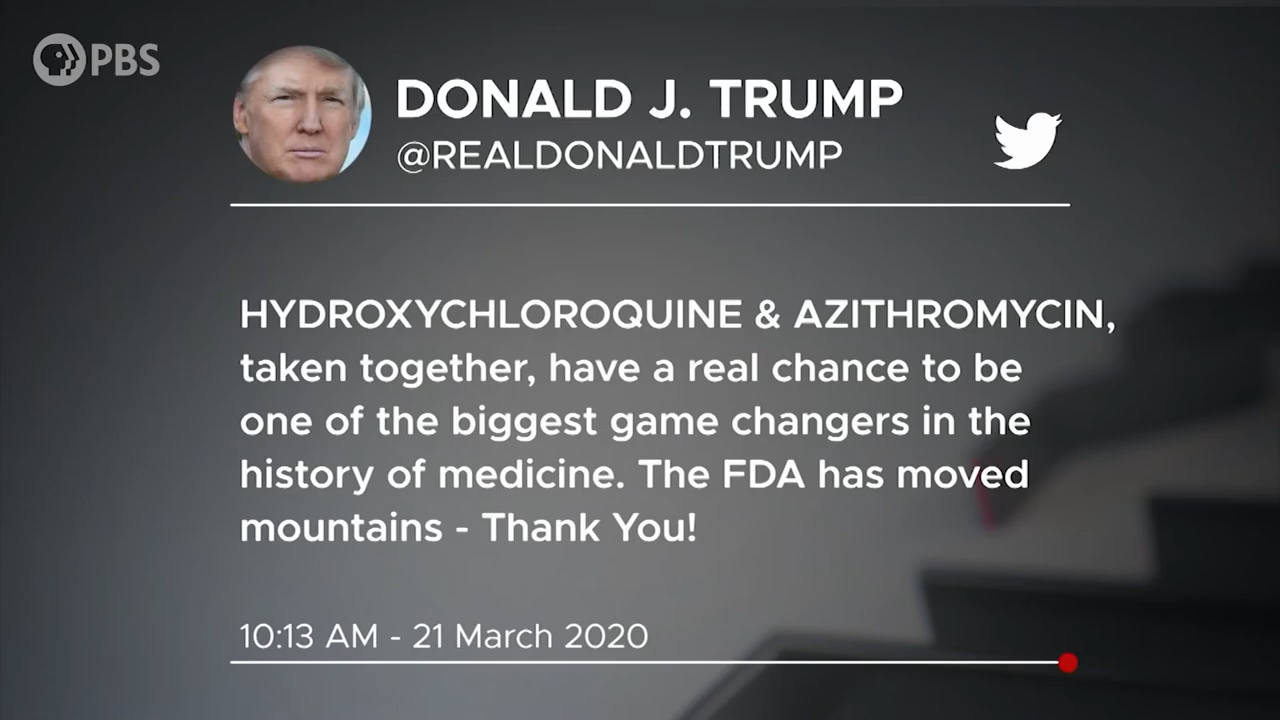 PBS
DONALD J. TRUMP
@REALDONALDTRUMP
HYDROXYCHLOROQUINE & AZITHROMYCIN,
taken together, have a real chance to be
one of the biggest game changers in the
history of medicine. The FDA has moved
mountains - Thank You!
10:13 AM - 21 March 2020